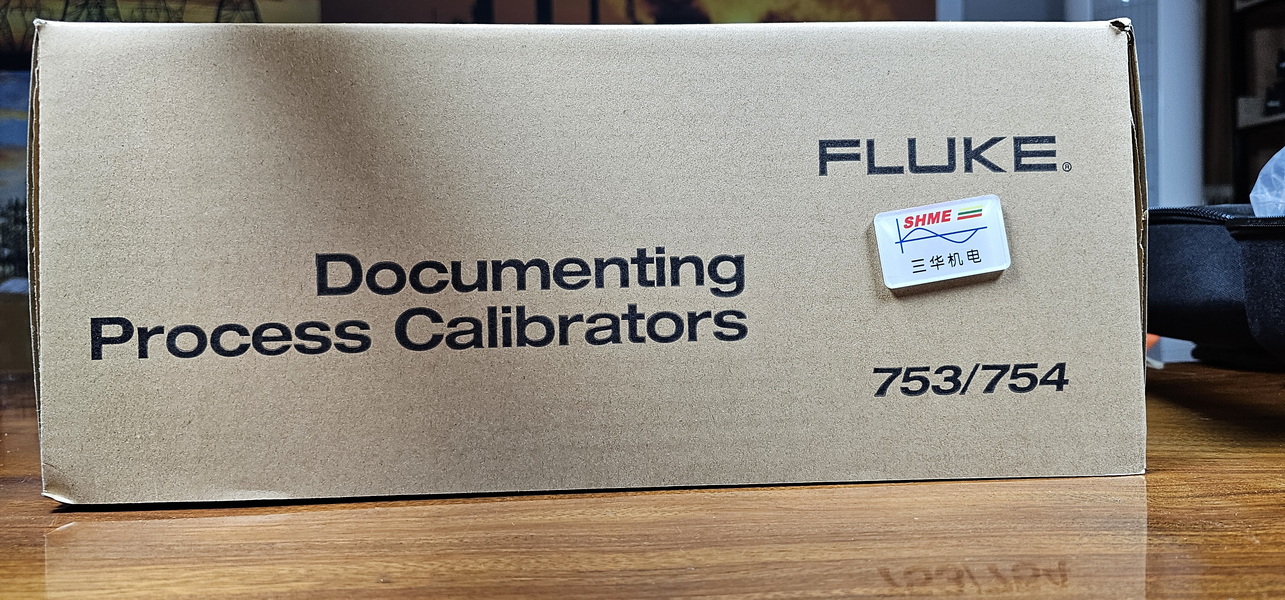 FLUKE®
SHME
三华机电
Documenting
Process Calibrators
753/754